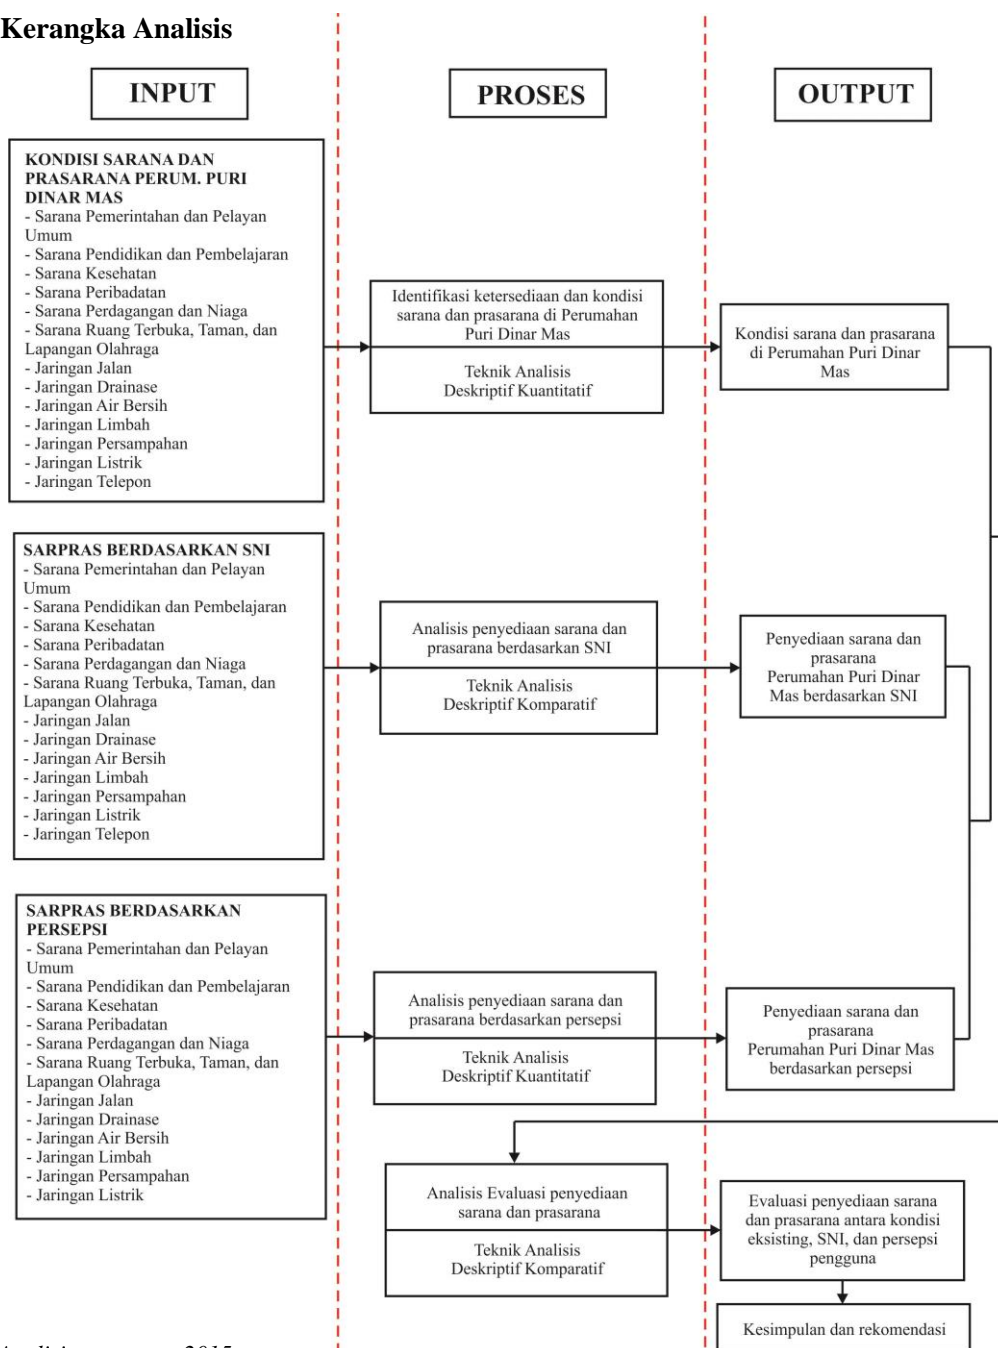 Kerangka Analisis
INPUT
PROSES
OUTPUT
KONDISI SARANA DAN
PRASARANA PERUM. PURI
DINAR MAS
- Sarana Pemerintahan dan Pelayan
Umum
- Sarana Pendidikan dan Pembelajaran
- Sarana Kesehatan
- Sarana Peribadatan
- Sarana Perdagangan dan Niaga
- Sarana Ruang Terbuka, Taman, dan
Lapangan Olahraga
- Jaringan Jalan
- Jaringan Drainase
- Jaringan Air Bersih
- Jaringan Limbah
- Jaringan Persampahan
- Jaringan Listrik
- Jaringan Telepon
Identifikasi ketersediaan dan kondisi
sarana dan prasarana di Perumahan
Puri Dinar Mas
Teknik Analisis
Deskriptif Kuantitatif
Kondisi sarana dan prasarana
di Perumahan Puri Dinar
Mas
SARPRAS BERDASARKAN SNI
- Sarana Pemerintahan dan Pelayan
Umum
- Sarana Pendidikan dan Pembelajaran
- Sarana Kesehatan
- Sarana Peribadatan
- Sarana Perdagangan dan Niaga
- Sarana Ruang Terbuka, Taman, dan
Lapangan Olahraga
- Jaringan Jalan
- Jaringan Drainase
- Jaringan Air Bersih
- Jaringan Limbah
- Jaringan Persampahan
- Jaringan Listrik
- Jaringan Telepon
Analisis penyediaan sarana dan
prasarana berdasarkan SNI
Teknik Analisis
Deskriptif Komparatif
Penyediaan sarana dan
prasarana
Perumahan Puri Dinar
Mas berdasarkan SNI
SARPRAS BERDASARKAN
PERSEPSI
- Sarana Pemerintahan dan Pelayan
Umum
- Sarana Pendidikan dan Pembelajaran
- Sarana Kesehatan
- Sarana Peribadatan
- Sarana Perdagangan dan Niaga
- Sarana Ruang Terbuka, Taman, dan
Lapangan Olahraga
- Jaringan Jalan
- Jaringan Drainase
- Jaringan Air Bersih
- Jaringan Limbah
- Jaringan Persampahan
- Jaringan Listrik
Analisis penyediaan sarana dan
prasarana berdasarkan persepsi
Teknik Analisis
Deskriptif Kuantitatif
Penyediaan sarana dan
prasarana
Perumahan Puri Dinar Mas
berdasarkan persepsi
Analisis Evaluasi penyediaan
sarana dan prasarana
Teknik Analisis
Deskriptif Komparatif
Evaluasi penyediaan sarana
dan prasarana antara kondisi
eksisting, SNI, dan persepsi
pengguna
Kesimpulan dan rekomendasi